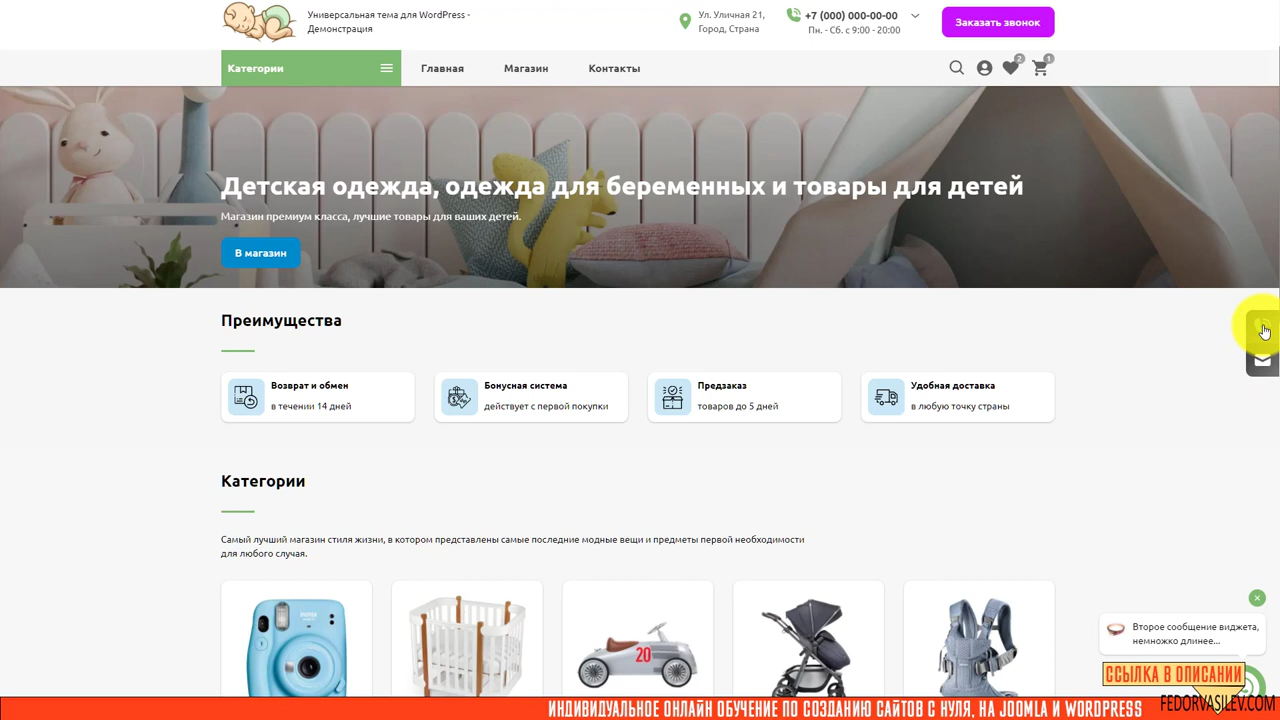 Универсальная тема для WordPress -
Демонстрация
Ул. Уличная 21,
Город, Страна
+7 (000) 000-00-00
Пн. - Сб. с 9:00 - 20:00
Заказать звонок
Категории
Главная
Магазин
Контакты
2
1
Детская одежда, одежда для беременных и товары для детей
Магазин премиум класса, лучшие товары для ваших детей.
В магазин
Преимущества
Возврат и обмен
в течении 14 дней
Бонусная система
действует с первой покупки
Предзаказ
товаров до 5 дней
Удобная доставка
в любую точку страны
Категории
Самый лучший магазин стиля жизни, в котором представлены самые последние модные вещи и предметы первой необходимости
для любого случая.
20
Второе сообщение виджета,
немножко длинее...
ССЫЛКА В ОПИСАНИИ
FEDORVASILEV.COM
ИНДИВИДУАЛЬНОЕ ОНЛАЙН ОБУЧЕНИЕ ПО СОЗДАНИЮ САЙТОВ С НУЛЯ, НА JOOMLA И WORDPRESS